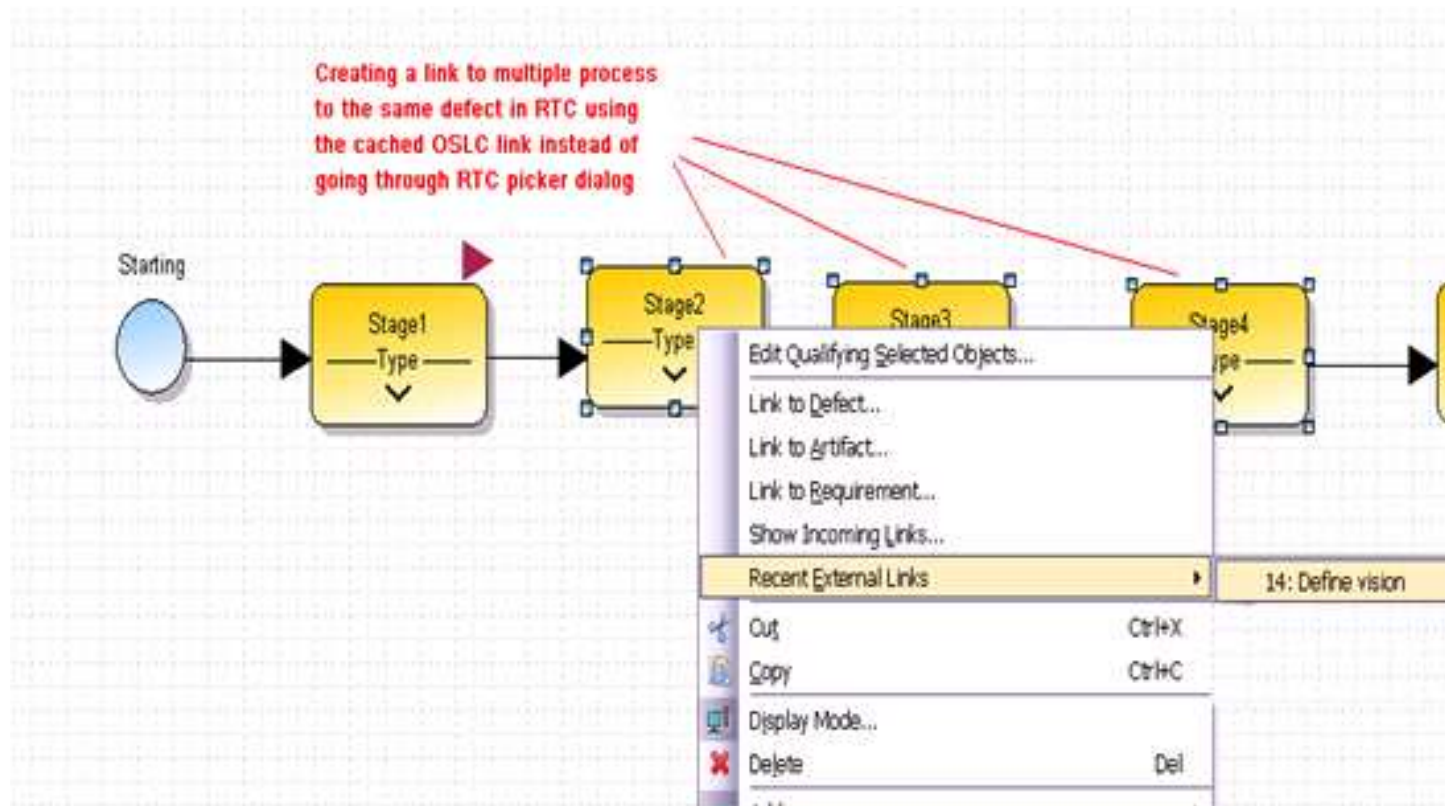 Creating a link to multiple process
to the same defect in RTC using
the cached OSLC link instead of
going through RTC picker dialog
Starting
Stage1
Type
Stage2
Type
Stage3
Stage4
Edit Qualifying Selected Objects...
Link to Defect...
Link to Artifact...
Link to Requirement...
Show Incoming Links...
Recent External Links
14: Define vision
Cut Ctrl+X
Copy Ctrl+C
Display Mode...
Delete Del